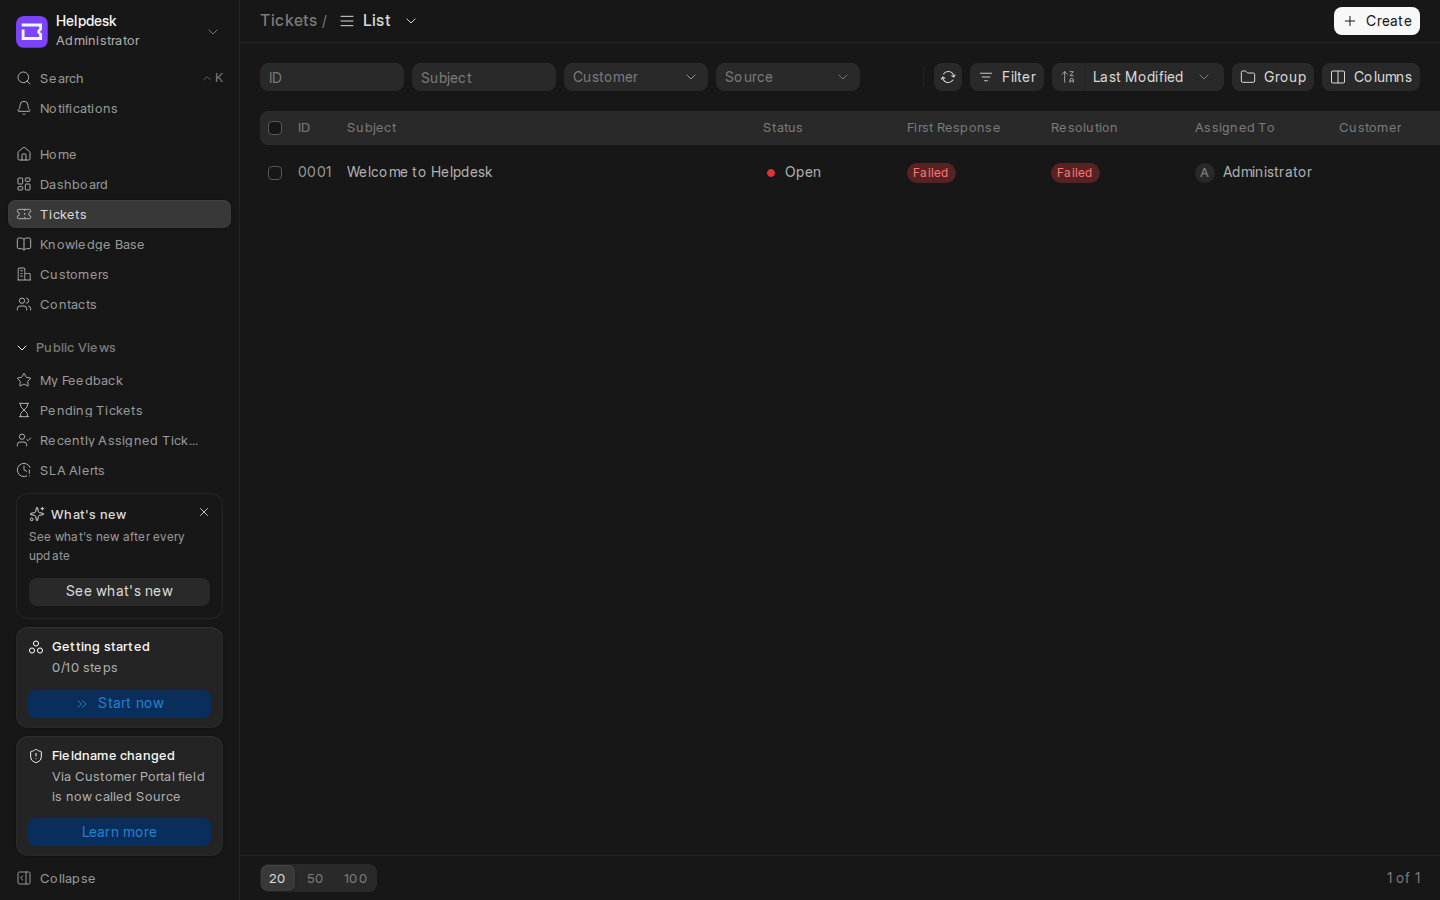 Helpdesk
Administrator
Search
K
Notifications
Home
Dashboard
Tickets
Knowledge Base
Customers
Contacts
Public Views
My Feedback
Pending Tickets
Recently Assigned Tick...
SLA Alerts
What's new
See what's new after every
update
See what's new
Getting started
0/10 steps
Start now
Fieldname changed
Via Customer Portal field
is now called Source
Learn more
Collapse
Tickets / List
Create
ID Subject Customer Source Filter Last Modified Group Columns
ID Subject Status First Response Resolution Assigned To Customer
0001 Welcome to Helpdesk Open Failed Failed A Administrator
20 50 100
1 of 1